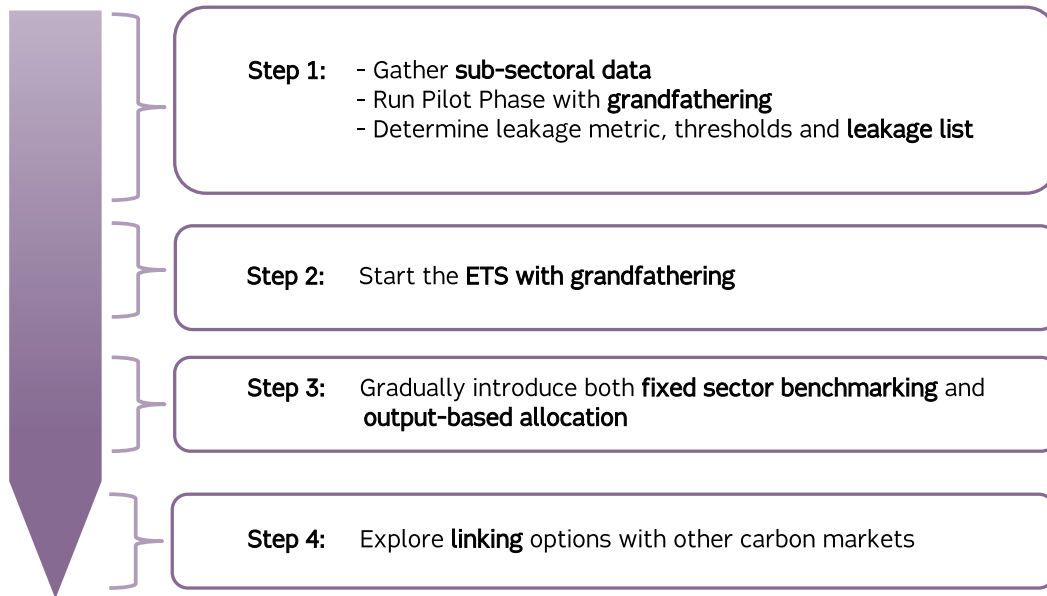 Step 1: - Gather sub-sectoral data
- Run Pilot Phase with grandfathering
- Determine leakage metric, thresholds and leakage list
Step 2: Start the ETS with grandfathering
Step 3: Gradually introduce both fixed sector benchmarking and
output-based allocation
Step 4: Explore linking options with other carbon markets